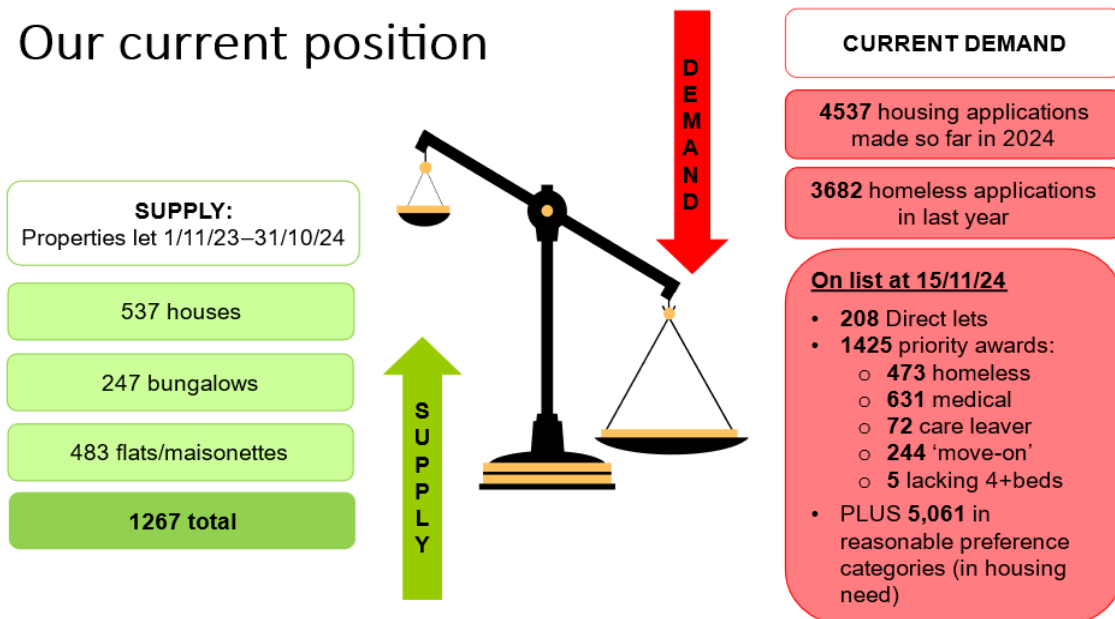 Our current position
SUPPLY:
Properties let 1/11/23–31/10/24
537 houses
247 bungalows
483 flats/maisonettes
1267 total
SUPPLY
DEMAND
CURRENT DEMAND
4537 housing applications
made so far in 2024
3682 homeless applications
in last year
On list at 15/11/24
• 208 Direct lets
• 1425 priority awards:
o 473 homeless
o 631 medical
o 72 care leaver
o 244 ‘move-on’
o 5 lacking 4+beds
• PLUS 5,061 in
reasonable preference
categories (in housing
need)